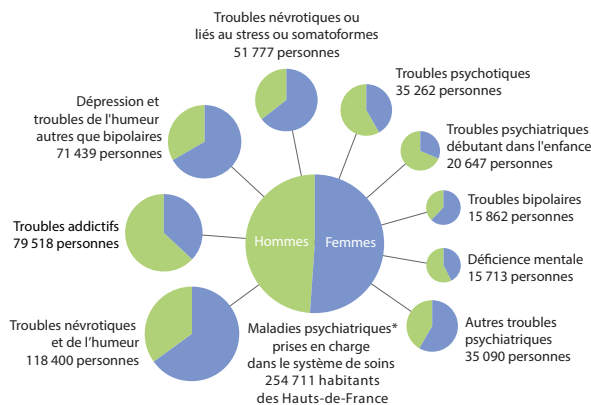 Troubles névrotiques ou
liés au stress ou somatoformes
51 777 personnes
Troubles psychotiques
35 262 personnes
Dépression et
troubles de l'humeur
autres que bipolaires
71 439 personnes
Troubles psychiatriques
débutant dans l'enfance
20 647 personnes
Troubles bipolaires
15 862 personnes
Troubles addictifs
79 518 personnes
Hommes
Femmes
Déficience mentale
15 713 personnes
Troubles névrotiques
et de l'humeur
118 400 personnes
Maladies psychiatriques*
prises en charge
dans le système de soins
254 711 habitants
des Hauts-de-France
Autres troubles
psychiatriques
35 090 personnes